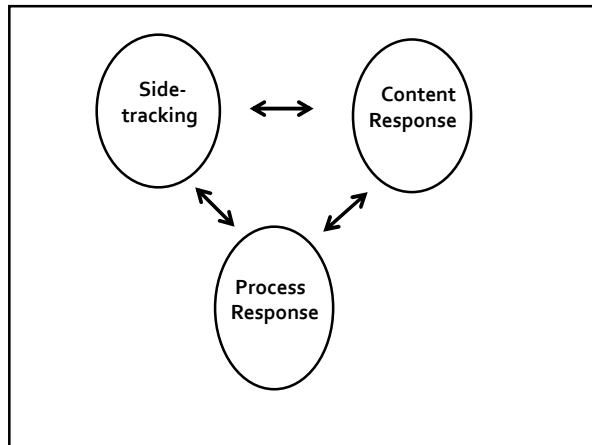 Side-
tracking
Content
Response
Process
Response